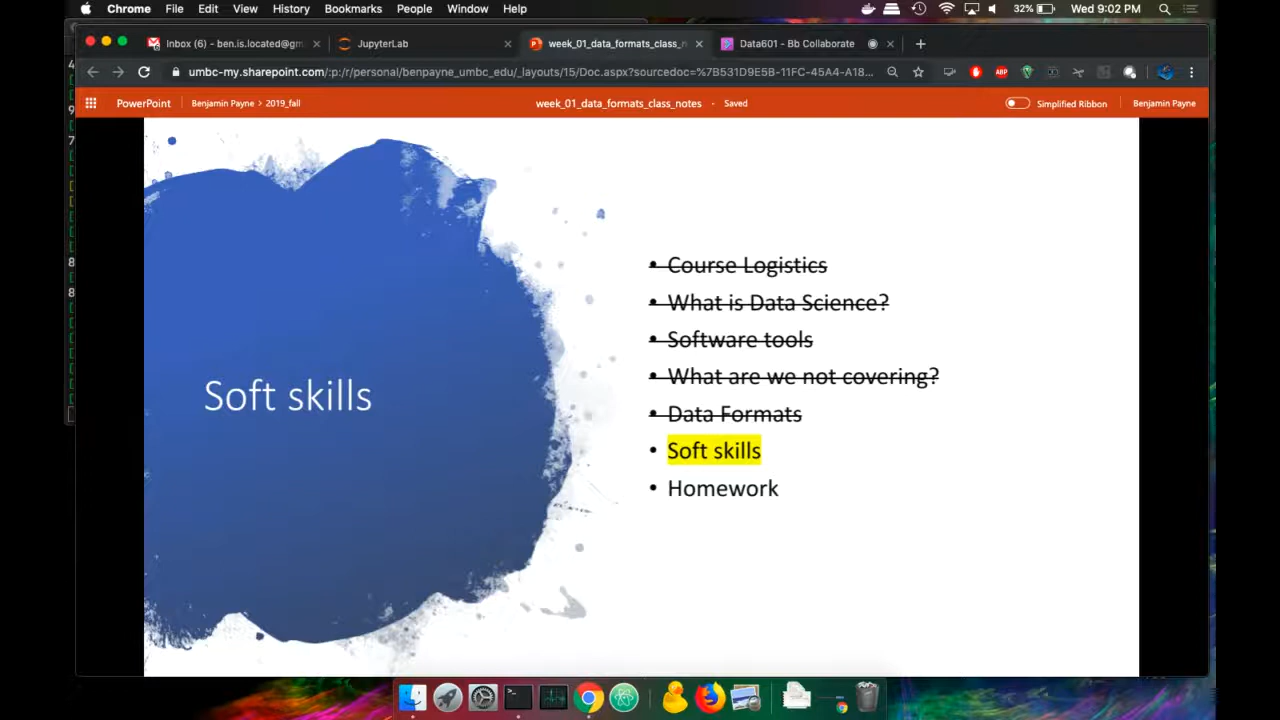 Chrome File Edit View History Bookmarks People Window Help 32% Wed 9:02 PM
Inbox (6) - ben.is.located@gm JupyterLab week_01_data_formats_class_n Data601 - Bb Collaborate
umbc-my.sharepoint.com/:p:/r/personal/benpayne_umbc_edu/_layouts/15/Doc.aspx?sourcedoc=%7B531D9E5B-11FC-45A4-A18... ABP
PowerPoint Benjamin Payne > 2019_fall week_01_data_formats_class_notes - Saved Simplified Ribbon Benjamin Payne
• Course Logistics
• What is Data Science?
• Software tools
• What are we not covering?
• Data Formats
• Soft skills
• Homework
Soft skills